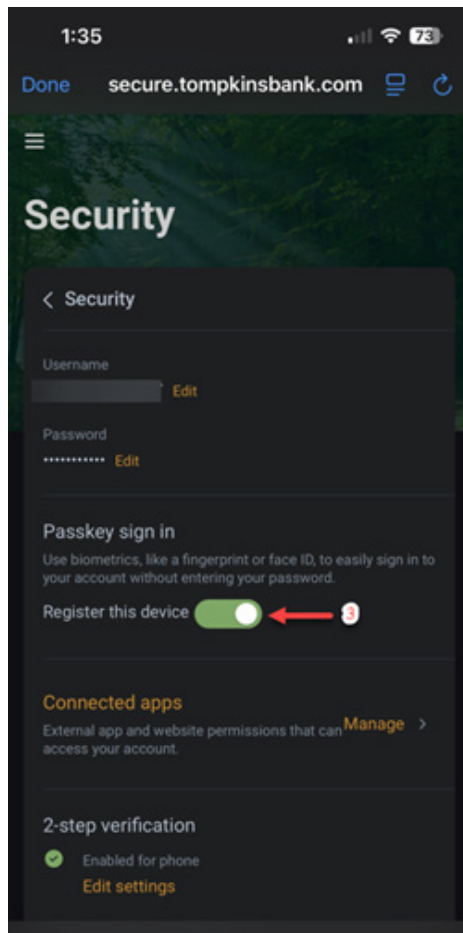 1:35 73
Done secure.tompkinsbank.com
Security
Security
Username
Edit
Password
••••••••••• Edit
Passkey sign in
Use biometrics, like a fingerprint or face ID, to easily sign in to
your account without entering your password.
Register this device 3
Connected apps
External app and website permissions that can Manage
access your account.
2-step verification
Enabled for phone
Edit settings